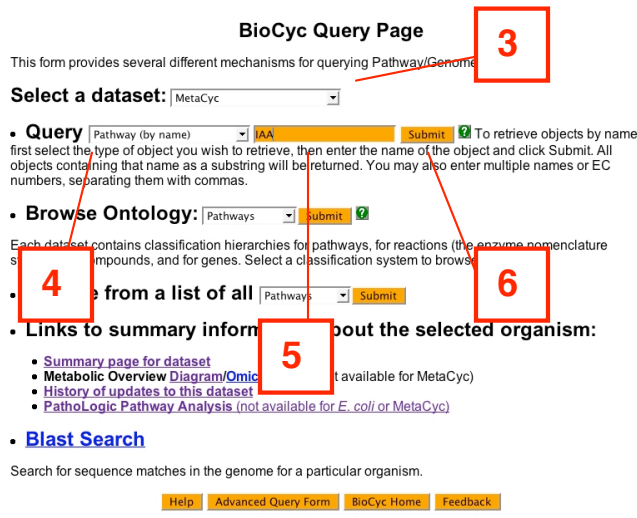 BioCyc Query Page
This form provides several different mechanisms for querying Pathway/Genome
3
Select a dataset: MetaCyc
• Query Pathway (by name) IAA Submit ? To retrieve objects by name
first select the type of object you wish to retrieve, then enter the name of the object and click Submit. All
objects containing that name as a substring will be returned. You may also enter multiple names or EC
numbers, separating them with commas.
• Browse Ontology: Pathways Submit ?
Each dataset contains classification hierarchies for pathways, for reactions (the enzyme nomenclature
compounds, and for genes. Select a classification system to browse
4
6
• from a list of all Pathways Submit
• Links to summary information about the selected organism:
5
• Summary page for dataset
• Metabolic Overview Diagram/Omic t available for MetaCyc)
• History of updates to this dataset
• PathoLogic Pathway Analysis (not available for E. coli or MetaCyc)
• Blast Search
Search for sequence matches in the genome for a particular organism.
Help Advanced Query Form BioCyc Home Feedback